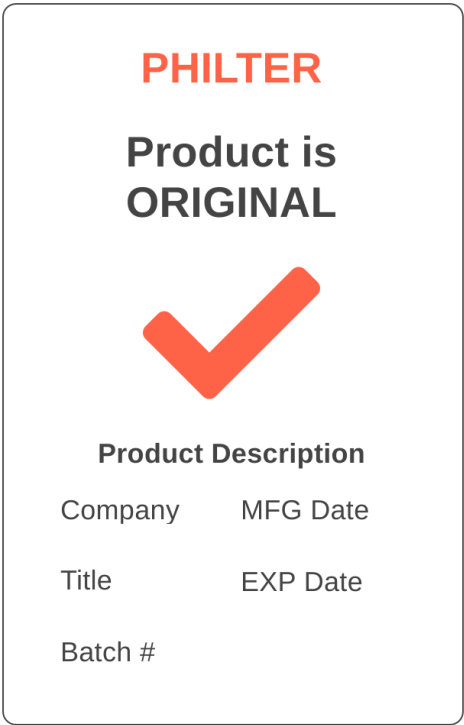 PHILTER
Product is
ORIGINAL
Product Description
Company MFG Date
Title EXP Date
Batch #